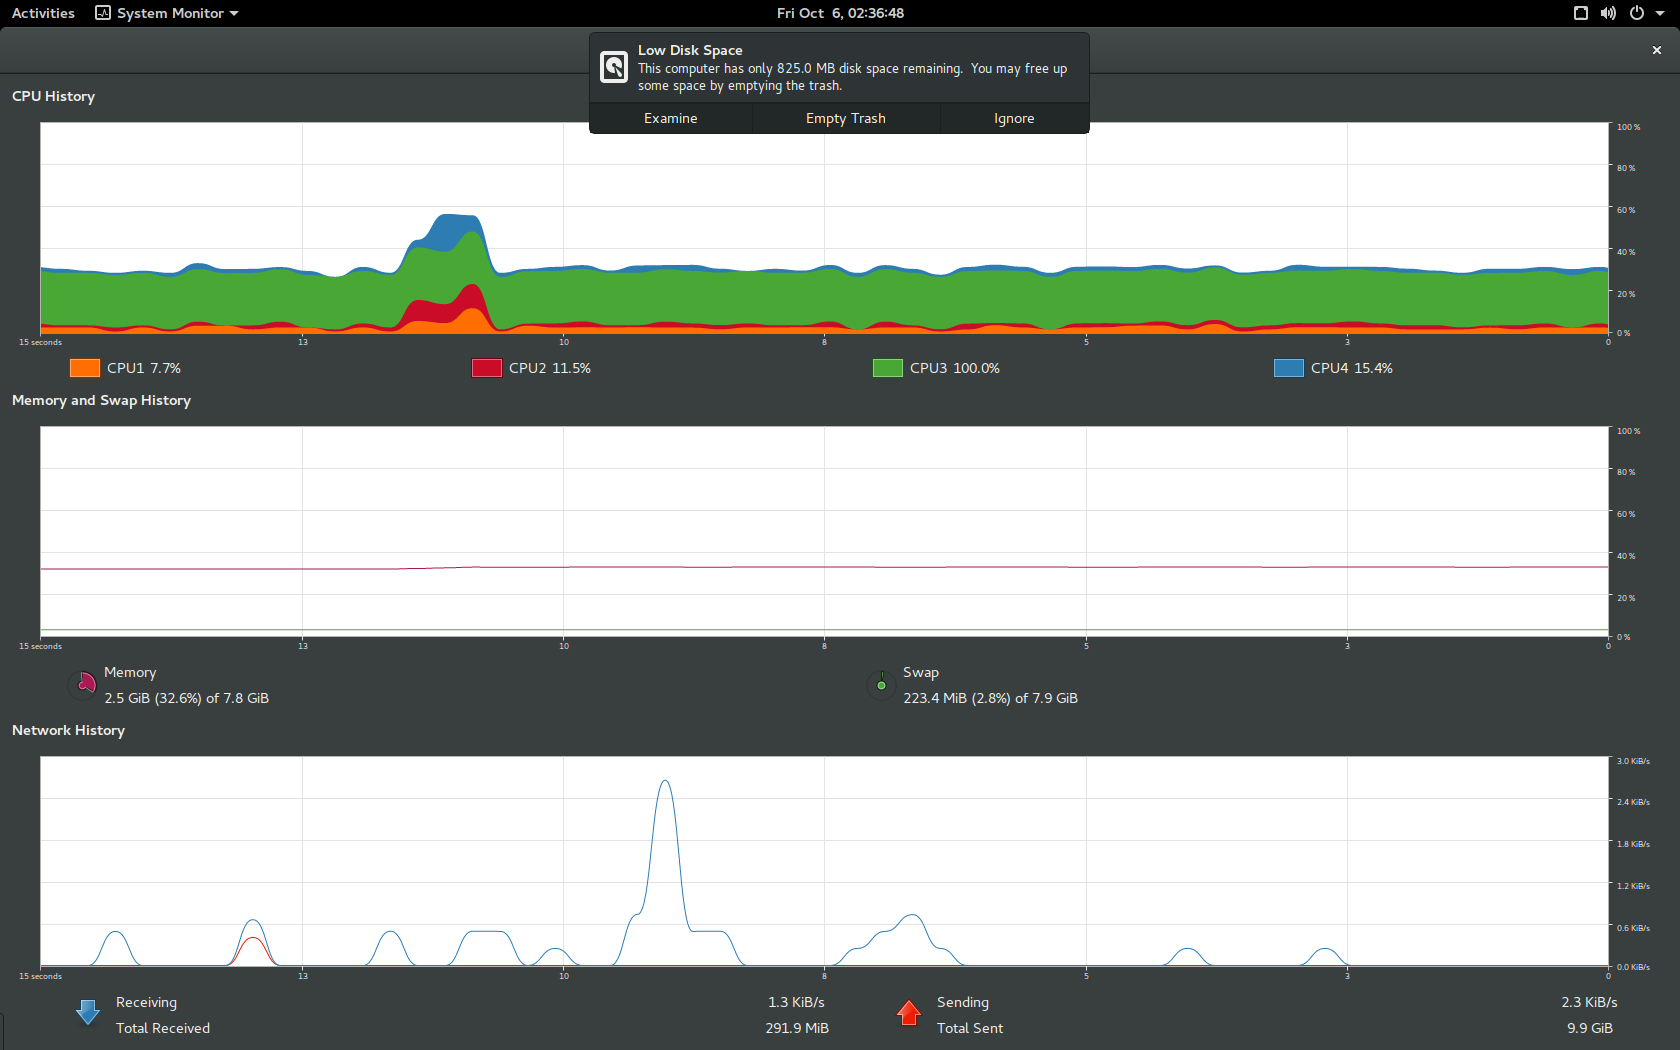 Activities System Monitor Fri Oct 6, 02:36:48
Low Disk Space
This computer has only 825.0 MB disk space remaining. You may free up
some space by emptying the trash.
Examine Empty Trash Ignore
CPU History
100 %
80 %
60 %
40 %
20 %
0 %
15 seconds 13 10 8 5 3 0
CPU1 7.7% CPU2 11.5% CPU3 100.0% CPU4 15.4%
Memory and Swap History
100 %
80 %
60 %
40 %
20 %
0 %
15 seconds 13 10 8 5 3 0
Memory
2.5 GiB (32.6%) of 7.8 GiB
Swap
223.4 MiB (2.8%) of 7.9 GiB
Network History
3.0 KiB/s
2.4 KiB/s
1.8 KiB/s
1.2 KiB/s
0.6 KiB/s
0.0 KiB/s
15 seconds 13 10 8 5 3 0
Receiving 1.3 KiB/s
Total Received 291.9 MiB
Sending 2.3 KiB/s
Total Sent 9.9 GiB